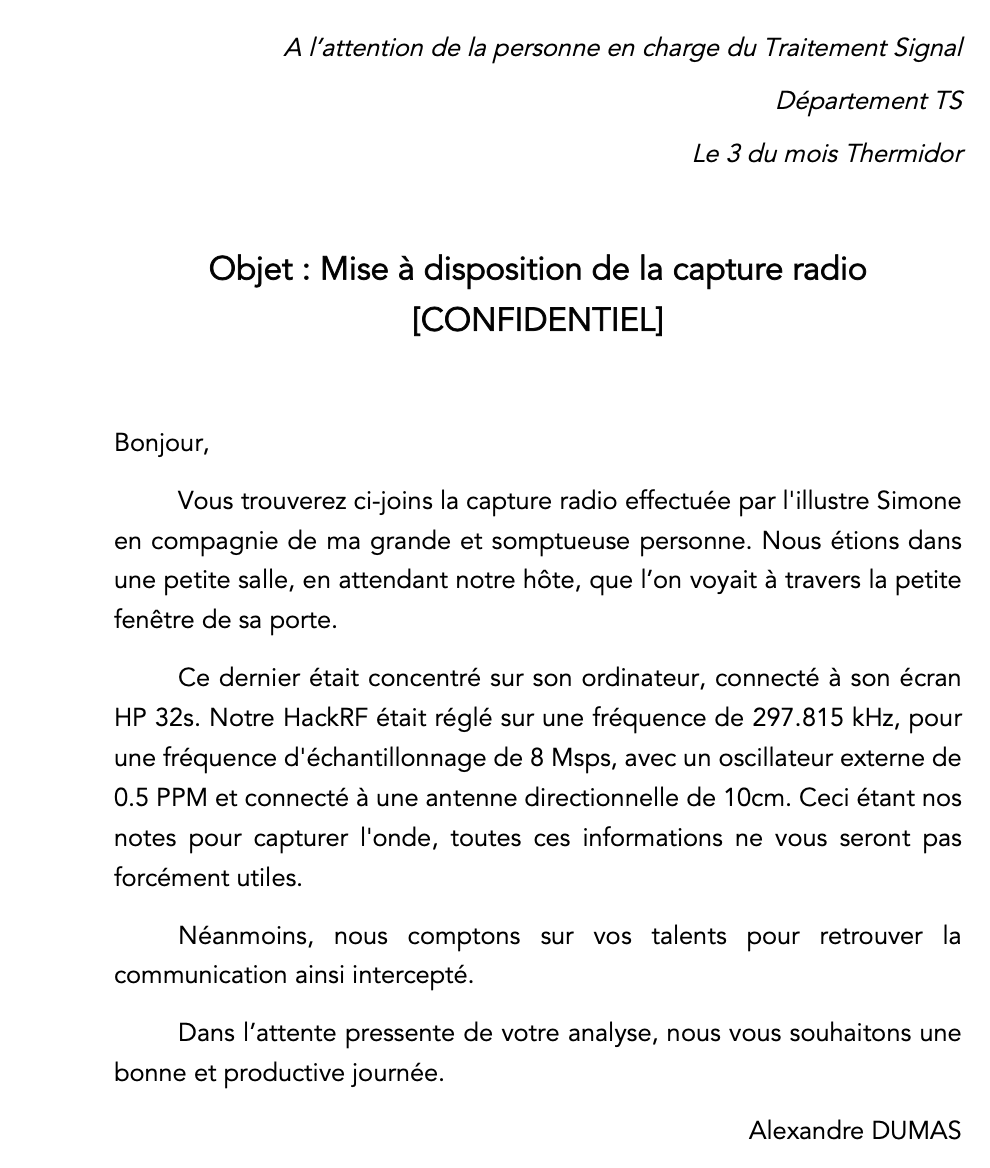 A l’attention de la personne en charge du Traitement Signal
Département TS
Le 3 du mois Thermidor
Objet : Mise à disposition de la capture radio
[CONFIDENTIEL]
Bonjour,
Vous trouverez ci-joins la capture radio effectuée par l'illustre Simone
en compagnie de ma grande et somptueuse personne. Nous étions dans
une petite salle, en attendant notre hôte, que l’on voyait à travers la petite
fenêtre de sa porte.
Ce dernier était concentré sur son ordinateur, connecté à son écran
HP 32s. Notre HackRF était réglé sur une fréquence de 297.815 kHz, pour
une fréquence d'échantillonnage de 8 Msps, avec un oscillateur externe de
0.5 PPM et connecté à une antenne directionnelle de 10cm. Ceci étant nos
notes pour capturer l'onde, toutes ces informations ne vous seront pas
forcément utiles.
Néanmoins, nous comptons sur vos talents pour retrouver la
communication ainsi intercepté.
Dans l’attente pressente de votre analyse, nous vous souhaitons une
bonne et productive journée.
Alexandre DUMAS